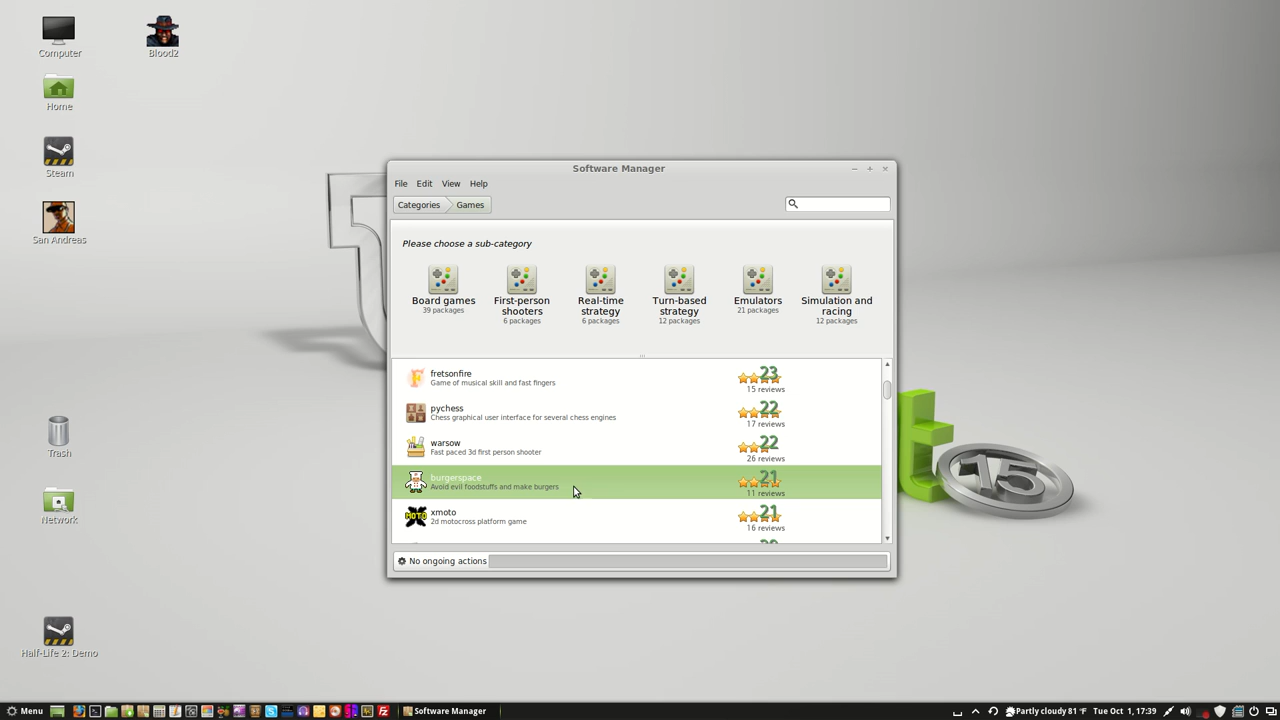 Computer
Blood2
Home
Steam
San Andreas
Trash
Network
Half-Life 2: Demo
Software Manager
File Edit View Help
Categories Games
Please choose a sub-category
Board games
39 packages
First-person
shooters
6 packages
Real-time
strategy
6 packages
Turn-based
strategy
12 packages
Emulators
21 packages
Simulation and
racing
12 packages
fretsonfire
Game of musical skill and fast fingers
23
15 reviews
pychess
Chess graphical user interface for several chess engines
22
17 reviews
warsow
Fast paced 3d first person shooter
22
26 reviews
burgerspace
Avoid evil foodstuffs and make burgers
21
11 reviews
MOTO
xmoto
2d motocross platform game
21
16 reviews
No ongoing actions
15
Menu
Software Manager
Partly cloudy 81 °F Tue Oct 1, 17:39